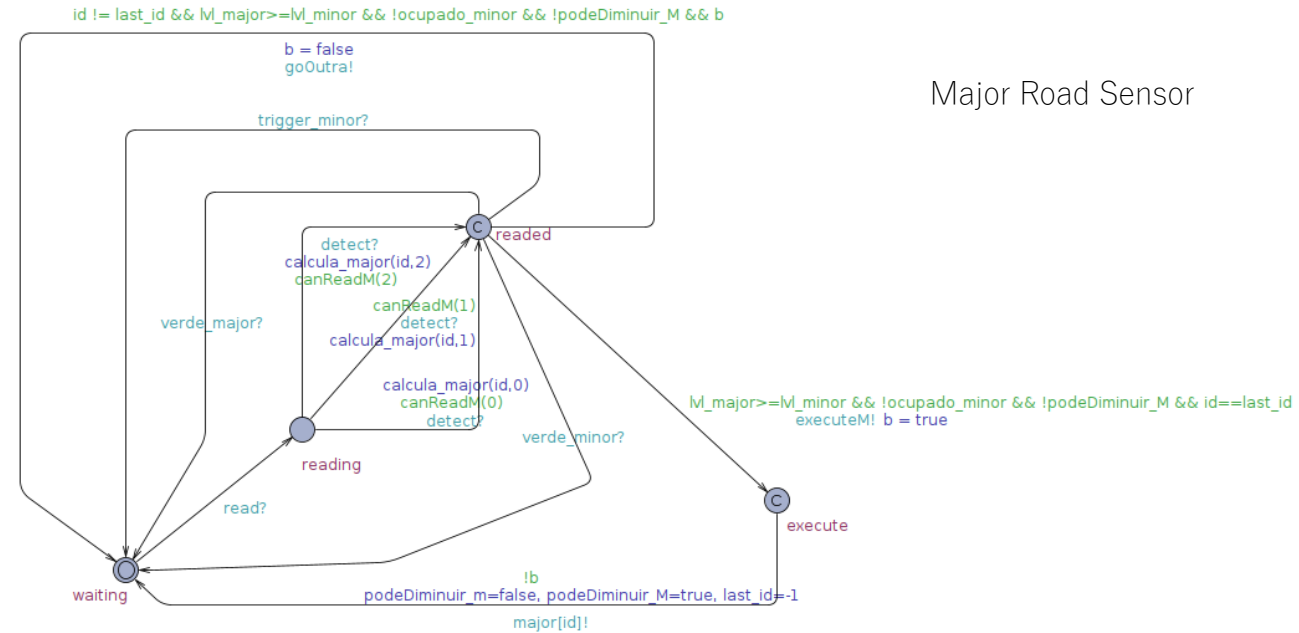 id != last_id && lvl_major>=lvl_minor && !ocupado_minor && !podeDiminuir_M && b
b = false
goOutra!
Major Road Sensor
trigger_minor?
C
readed
detect?
calcula_major(id,2)
canReadM(2)
canReadM(1)
detect?
calcula_major(id,1)
verde_major?
calcula_major(id,0)
canReadM(0)
detect?
lvl_major>=lvl_minor && !ocupado_minor && !podeDiminuir_M && id==last_id
executeM! b = true
verde_minor?
reading
read?
C
execute
waiting
!b
podeDiminuir_m=false, podeDiminuir_M=true, last_id=-1
major[id]!